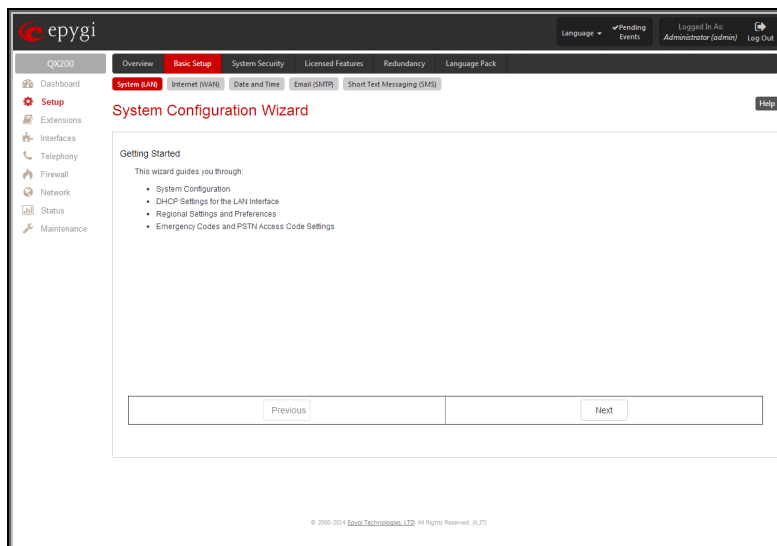 epygi
Language
Pending Events
Logged In As:
Administrator (admin)
Log Out
QX200
Overview
Basic Setup
System Security
Licensed Features
Redundancy
Language Pack
Dashboard
Setup
Extensions
Interfaces
Telephony
Firewall
Network
Status
Maintenance
System (LAN)
Internet (WAN)
Date and Time
Email (SMTP)
Short Text Messaging (SMS)
System Configuration Wizard
Help
Getting Started
This wizard guides you through:
• System Configuration
• DHCP Settings for the LAN Interface
• Regional Settings and Preferences
• Emergency Codes and PSTN Access Code Settings
Previous
Next
© 2000-2014 Epygi Technologies, LTD. All Rights Reserved. (it_IT)